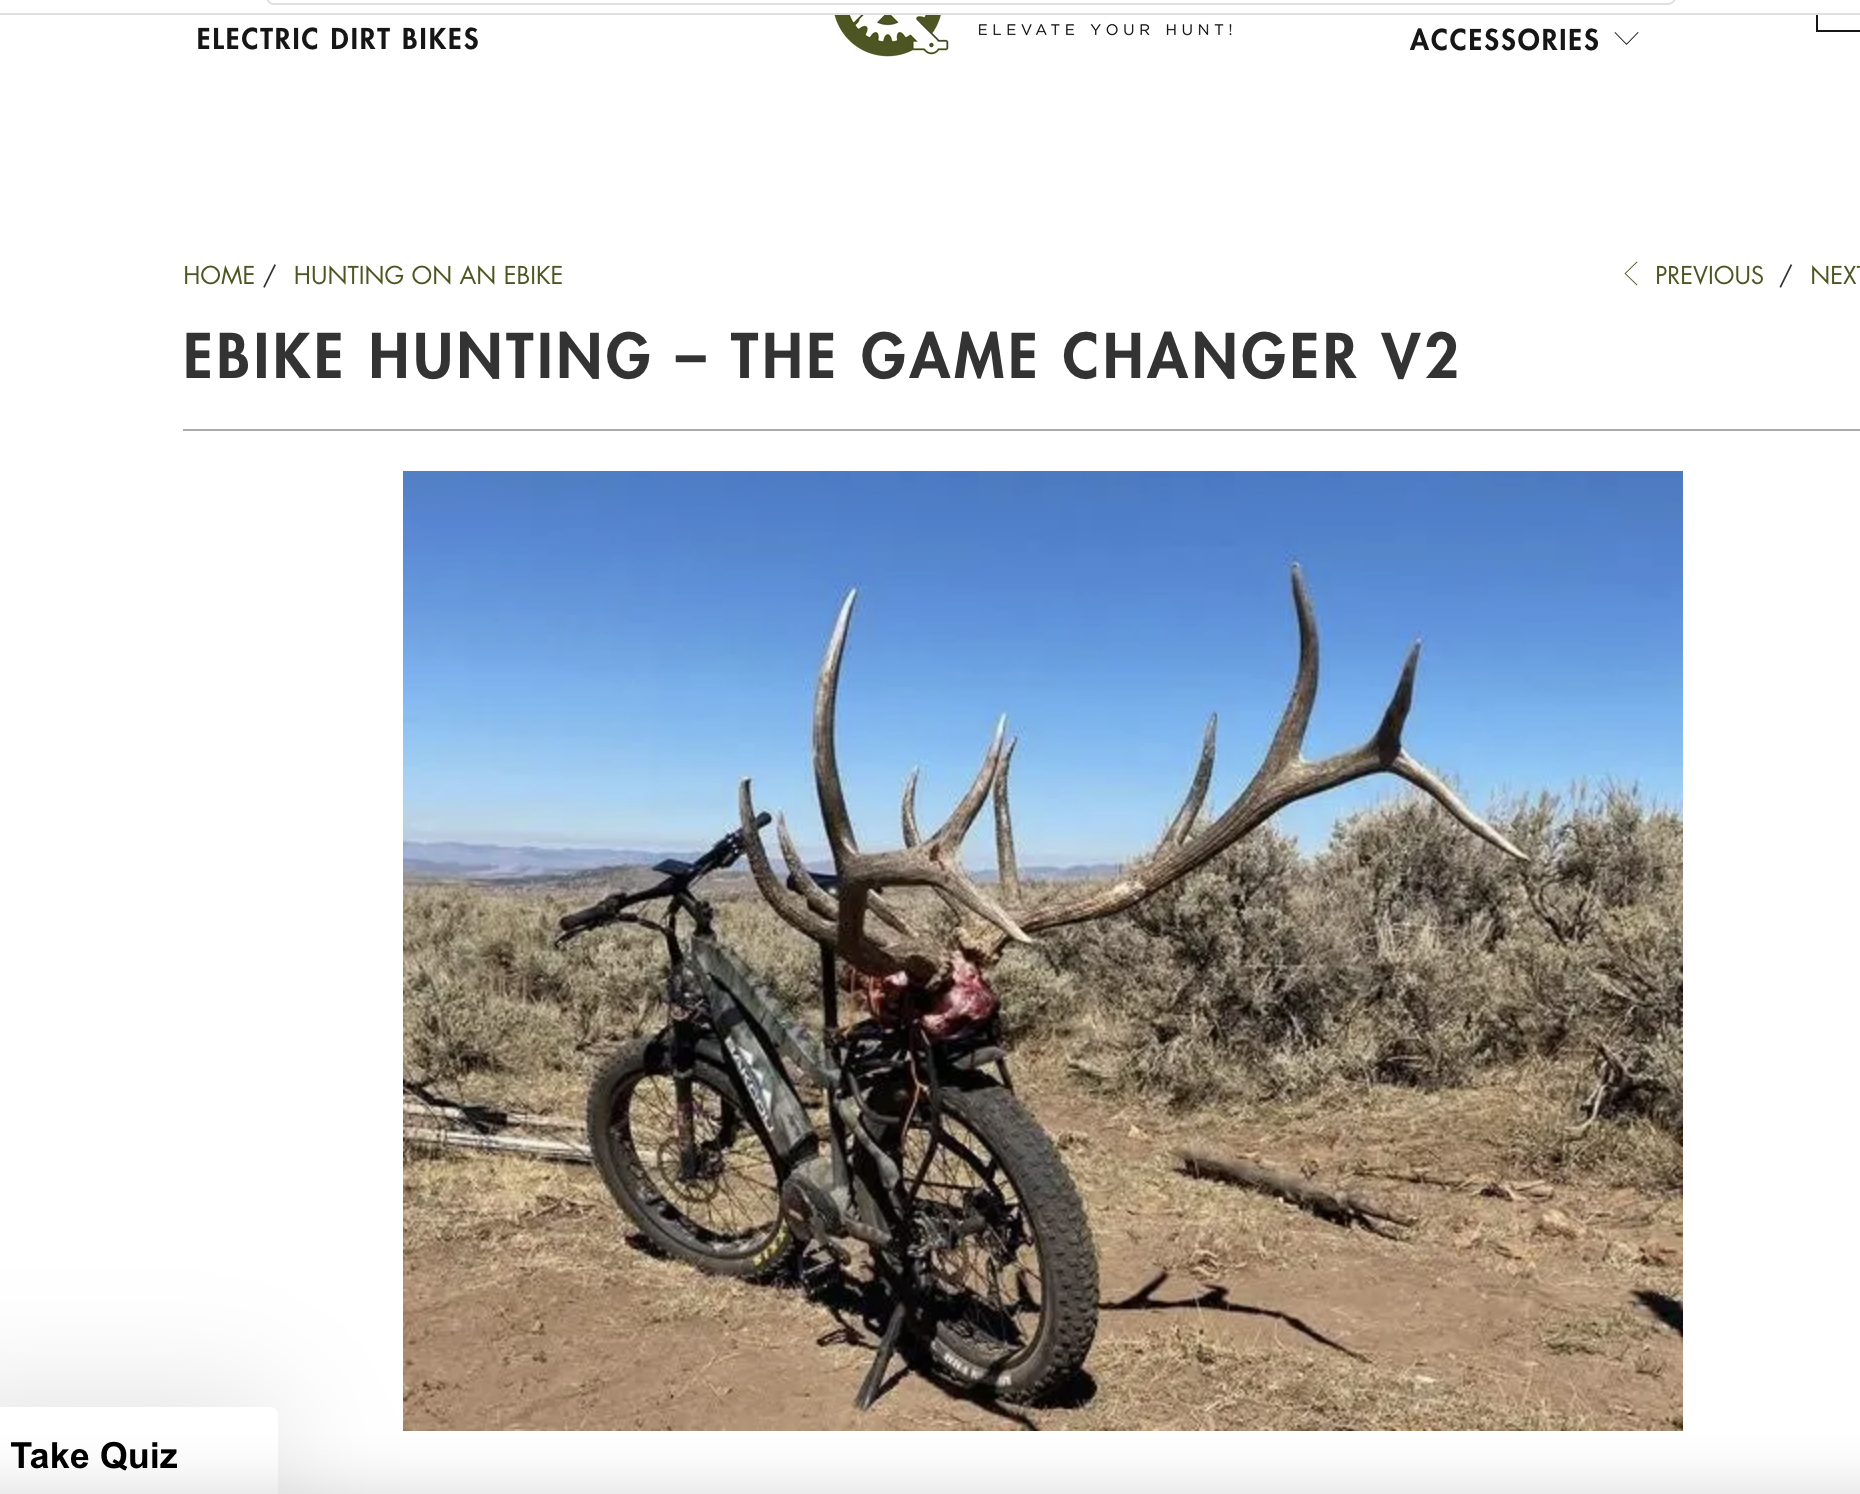 ELECTRIC DIRT BIKES
ELEVATE YOUR HUNT!
ACCESSORIES
HOME / HUNTING ON AN EBIKE
PREVIOUS / NEXT
EBIKE HUNTING – THE GAME CHANGER V2
Take Quiz